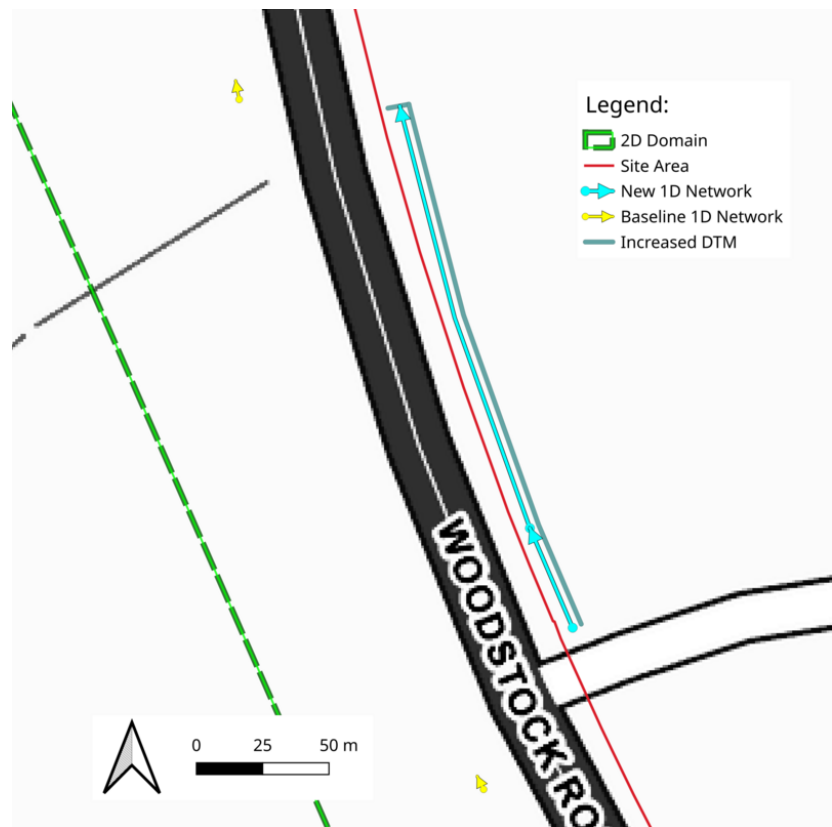 Legend:
2D Domain
Site Area
New 1D Network
Baseline 1D Network
Increased DTM
WOODSTOCK RO
0 25 50 m